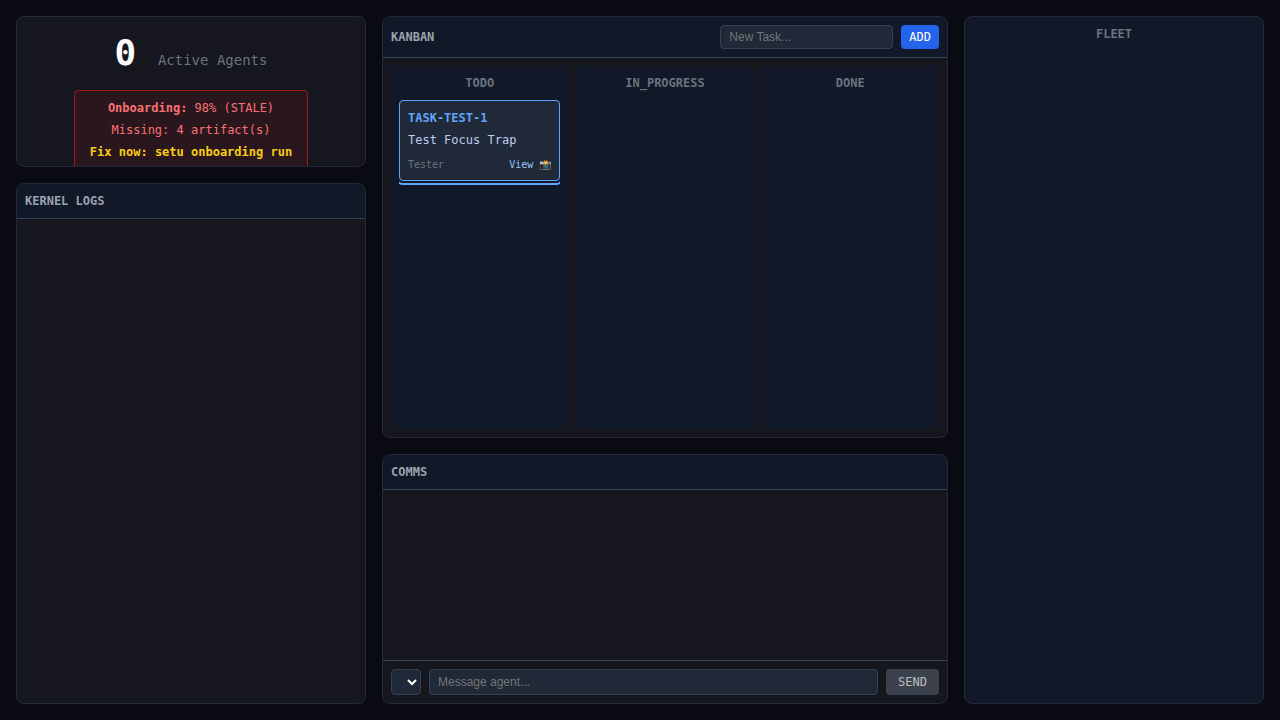 0 Active Agents
Onboarding: 98% (STALE)
Missing: 4 artifact(s)
Fix now: setu onboarding run
KERNEL LOGS
KANBAN
New Task...
ADD
TODO
TASK-TEST-1
Test Focus Trap
Tester
View 📸
IN_PROGRESS
DONE
COMMS
Message agent...
SEND
FLEET